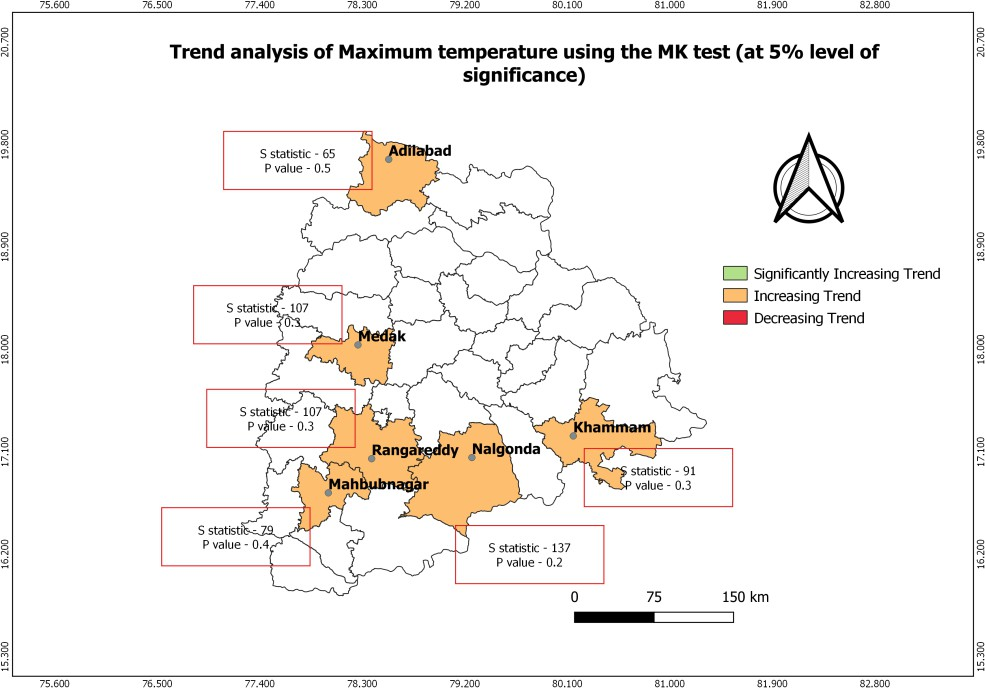 75.600 76.500 77.400 78.300 79.200 80.100 81.000 81.900 82.800
Trend analysis of Maximum temperature using the MK test (at 5% level of
significance)
20.700
19.800
18.900
18.000
17.100
16.200
15.300
20.700
19.800
18.900
18.000
17.100
16.200
15.300
Adilabad
S statistic - 65
P value - 0.5
Significantly Increasing Trend
Increasing Trend
Decreasing Trend
S statistic - 107
P value - 0.3
Medak
S statistic - 107
P value - 0.3
Khammam
Rangareddy
Nalgonda
S statistic - 91
P value - 0.3
Mahbubnagar
S statistic - 79
P value - 0.4
S statistic - 137
P value - 0.2
0 75 150 km
75.600 76.500 77.400 78.300 79.200 80.100 81.000 81.900 82.800